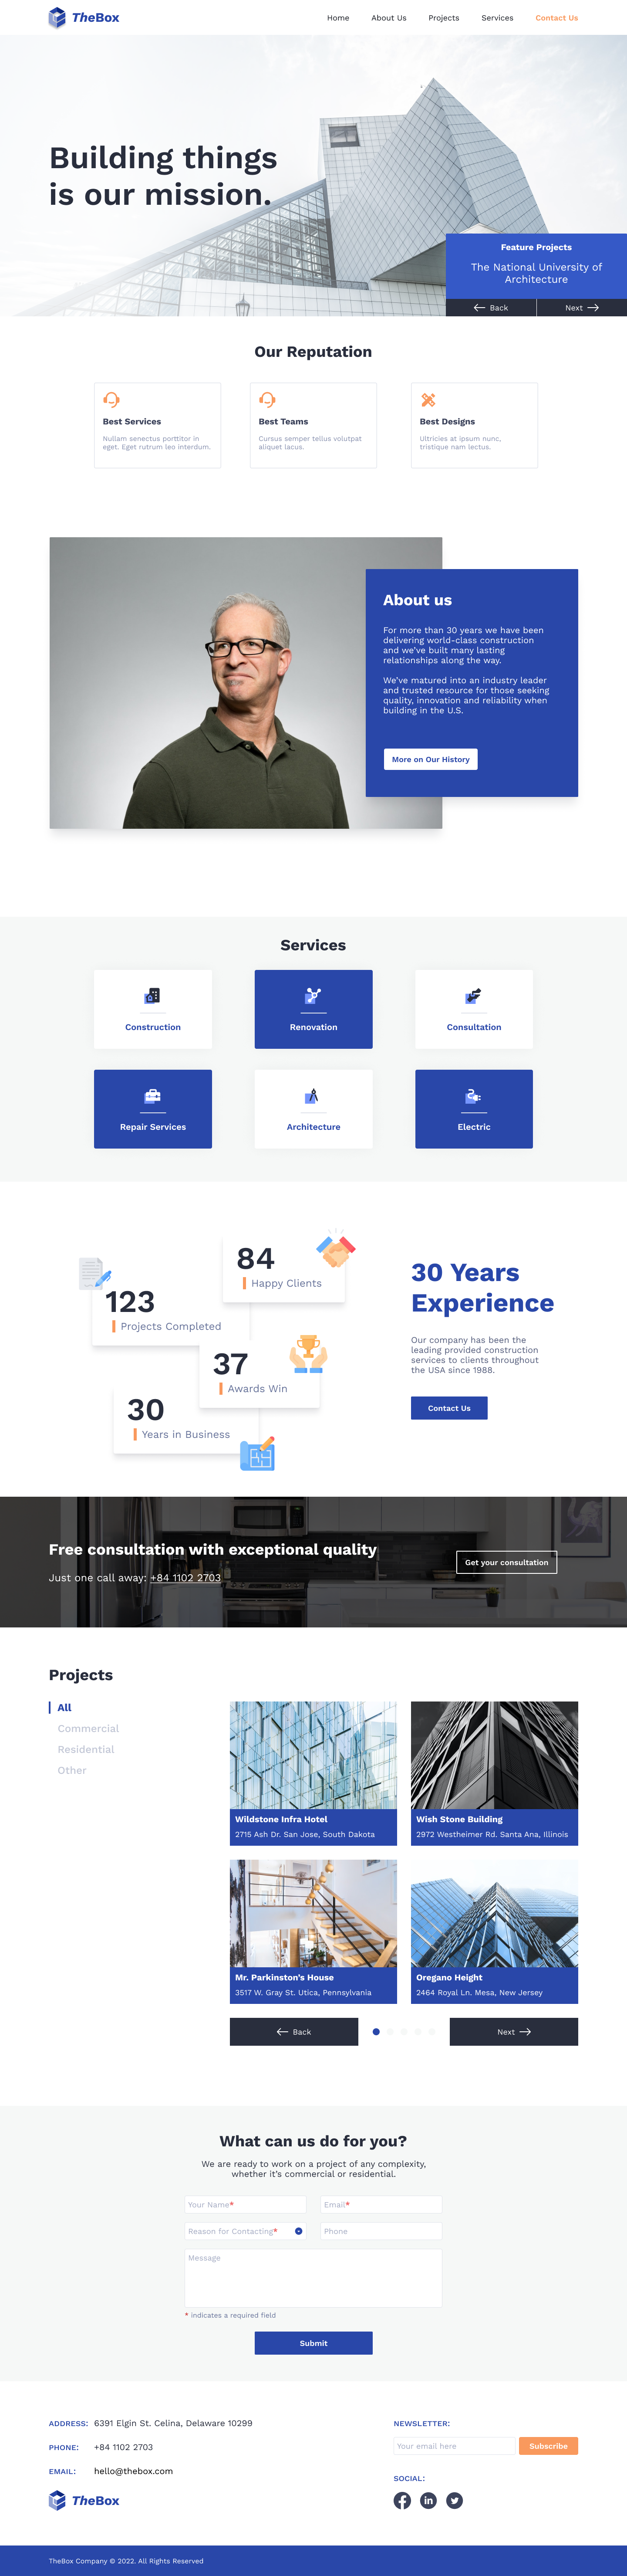 TheBox
Home
About Us
Projects
Services
Contact Us
Building things
is our mission.
Feature Projects
The National University of
Architecture
Back
Next
Our Reputation
Best Services
Nullam senectus porttitor in
eget. Eget rutrum leo interdum.
Best Teams
Cursus semper tellus volutpat
aliquet lacus.
Best Designs
Ultricies at ipsum nunc,
tristique nam lectus.
About us
For more than 30 years we have been
delivering world-class construction
and we've built many lasting
relationships along the way.
We've matured into an industry leader
and trusted resource for those seeking
quality, innovation and reliability when
building in the U.S.
More on Our History
Services
Construction
Renovation
Consultation
Repair Services
Architecture
Electric
84
Happy Clients
123
Projects Completed
37
Awards Win
30
Years in Business
30 Years
Experience
Our company has been the
leading provided construction
services to clients throughout
the USA since 1988.
Contact Us
Free consultation with exceptional quality
Just one call away: +84 1102 2703
Get your consultation
Projects
All
Commercial
Residential
Other
Wildstone Infra Hotel
2715 Ash Dr. San Jose, South Dakota
Wish Stone Building
2972 Westheimer Rd. Santa Ana, Illinois
Mr. Parkinston's House
3517 W. Gray St. Utica, Pennsylvania
Oregano Height
2464 Royal Ln. Mesa, New Jersey
Back
Next
What can us do for you?
We are ready to work on a project of any complexity,
whether it's commercial or residential.
Your Name*
Email*
Reason for Contacting*
Phone
Message
* indicates a required field
Submit
ADDRESS: 6391 Elgin St. Celina, Delaware 10299
PHONE: +84 1102 2703
EMAIL: hello@thebox.com
TheBox
NEWSLETTER:
Your email here
Subscribe
SOCIAL:
TheBox Company © 2022. All Rights Reserved